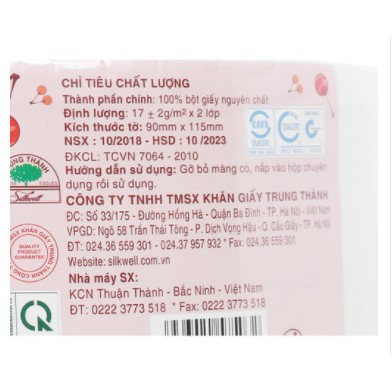 CHỈ TIÊU CHẤT LƯỢNG
Thành phần chính: 100% bột giấy nguyên chất
Định lượng: 17 ± 2g/m² x 2 lớp
Kích thước tờ: 90mm x 115mm
NSX : 10/2018 - HSD : 10 /2023
ĐKCL: TCVN 7064 - 2010
Hướng dẫn sử dụng: Gỡ bỏ màng co, nắp vào hộp chuyên
dụng rồi sử dụng.
CÔNG TY TNHH TMSX KHĂN GIẤY TRUNG THÀNH
ĐC: Số 33/175 - Đường Hồng Hà - Quận Ba Đình - TP. Hà Nội - Việt Nam
VPGD: Ngõ 58 Trần Thái Tông - P. Dịch Vọng Hậu - Q. Cầu Giấy - TP. Hà Nội
ĐT: 024.36 559 301 - 024.37 957 932 * Fax: 024.36 559 301
Website: silkwell.com.vn
Nhà máy SX:
KCN Thuận Thành - Bắc Ninh - Việt Nam
ĐT: 0222 3773 518 * Fax: 0222 3773 518
TRUNG THÀNH
Silkwell
QUALITY
PRODUCT
GUARANTEE